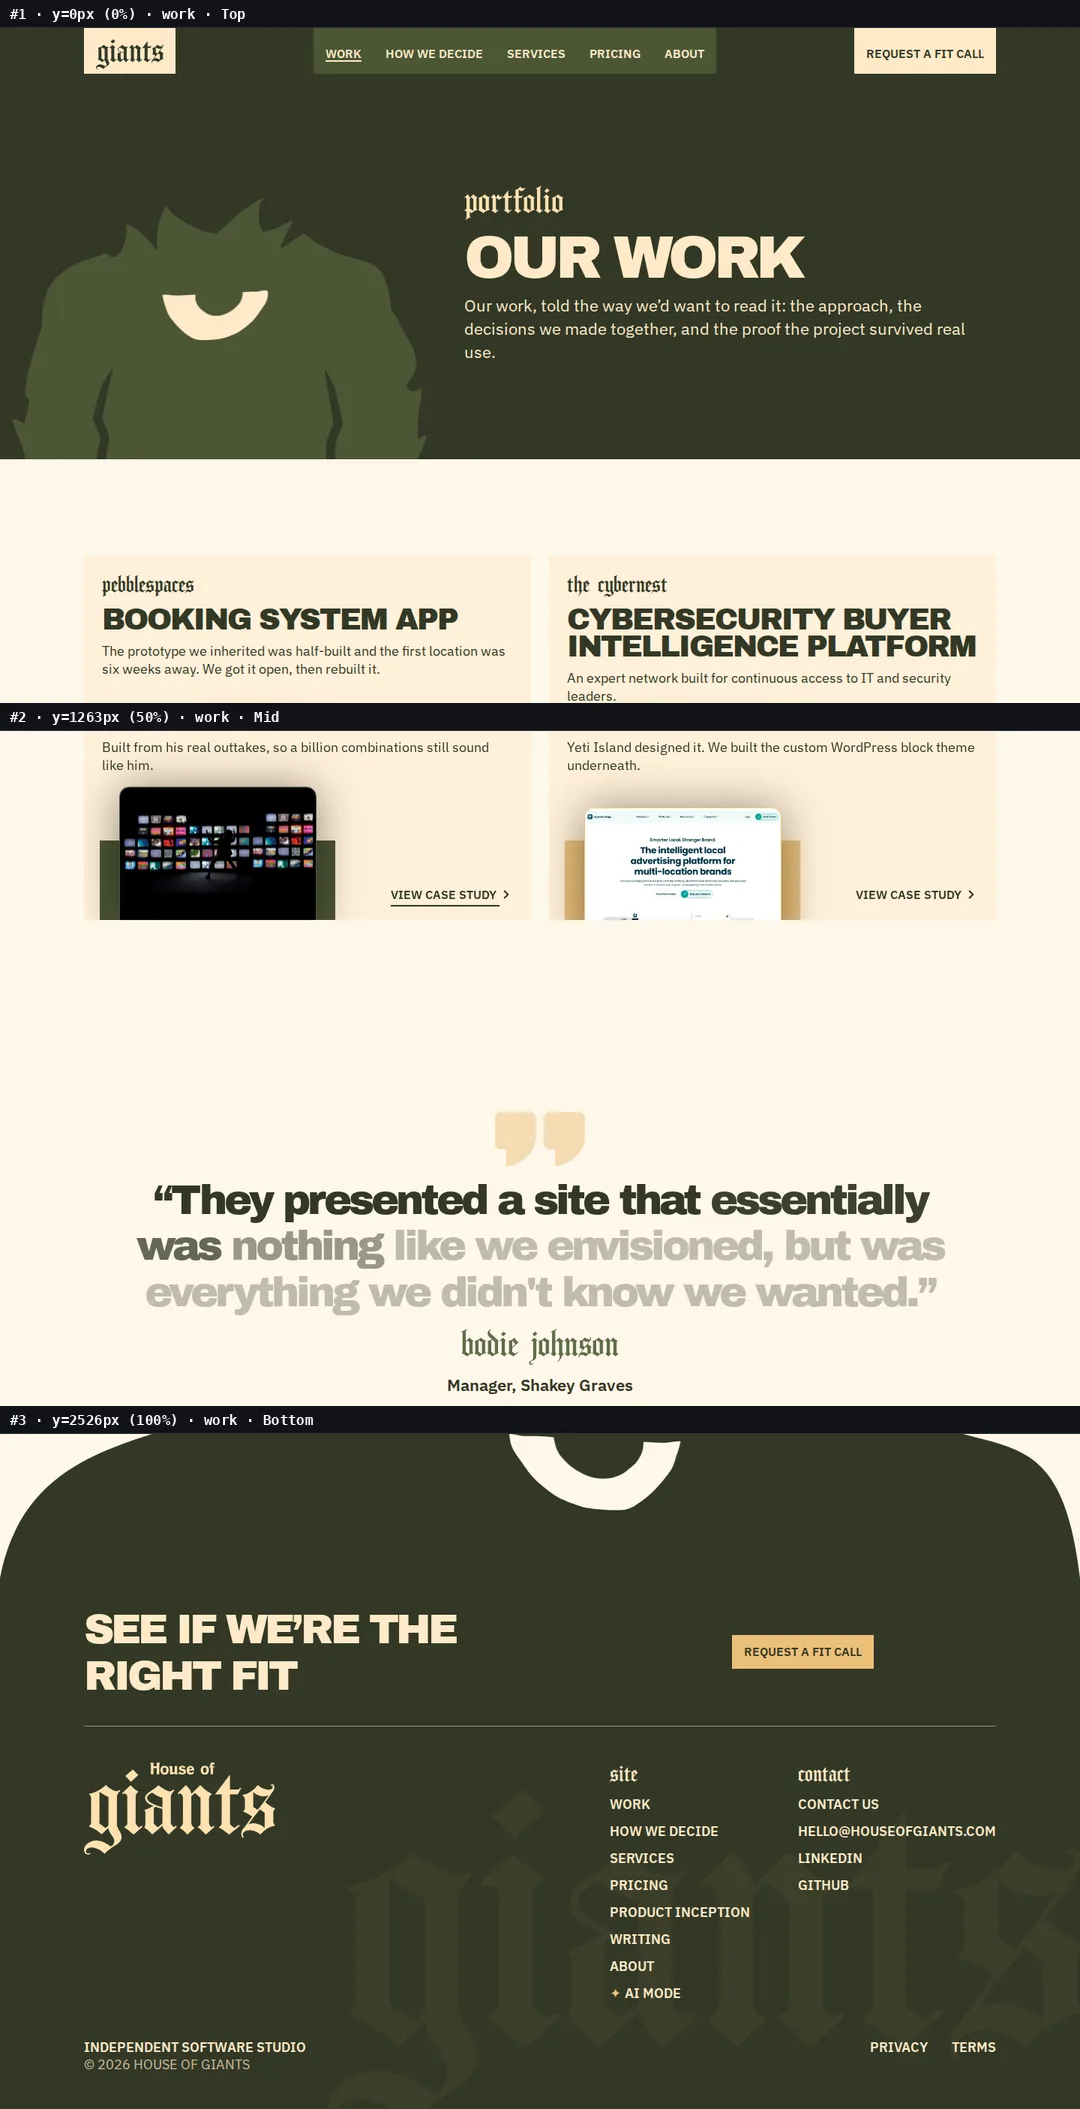 #1 · y=0px (0%) · work · Top
giants
WORK
HOW WE DECIDE
SERVICES
PRICING
ABOUT
REQUEST A FIT CALL
portfolio
OUR WORK
Our work, told the way we’d want to read it: the approach, the
decisions we made together, and the proof the project survived real
use.
pebblespaces
BOOKING SYSTEM APP
The prototype we inherited was half-built and the first location was
six weeks away. We got it open, then rebuilt it.
the cybernest
CYBERSECURITY BUYER
INTELLIGENCE PLATFORM
An expert network built for continuous access to IT and security
leaders.
#2 · y=1263px (50%) · work · Mid
Built from his real outtakes, so a billion combinations still sound
like him.
VIEW CASE STUDY
Yeti Island designed it. We built the custom WordPress block theme
underneath.
Smarter Local. Stronger Brand
The intelligent local
advertising platform for
multi-location brands
VIEW CASE STUDY
“They presented a site that essentially
was nothing like we envisioned, but was
everything we didn't know we wanted.”
bodie johnson
Manager, Shakey Graves
#3 · y=2526px (100%) · work · Bottom
SEE IF WE’RE THE
RIGHT FIT
REQUEST A FIT CALL
House of
giants
site
WORK
HOW WE DECIDE
SERVICES
PRICING
PRODUCT INCEPTION
WRITING
ABOUT
✦ AI MODE
contact
CONTACT US
HELLO@HOUSEOFGIANTS.COM
LINKEDIN
GITHUB
giants
INDEPENDENT SOFTWARE STUDIO
© 2026 HOUSE OF GIANTS
PRIVACY
TERMS